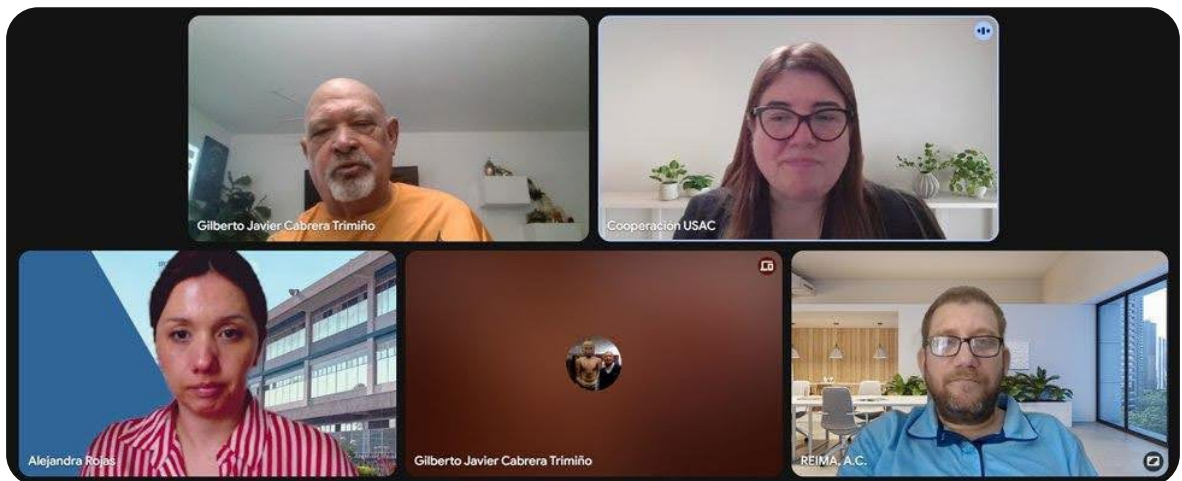 Gilberto Javier Cabrera Trimiño
Cooperación USAC
Alejandra Rojas
Gilberto Javier Cabrera Trimiño
REIMA, A.C.